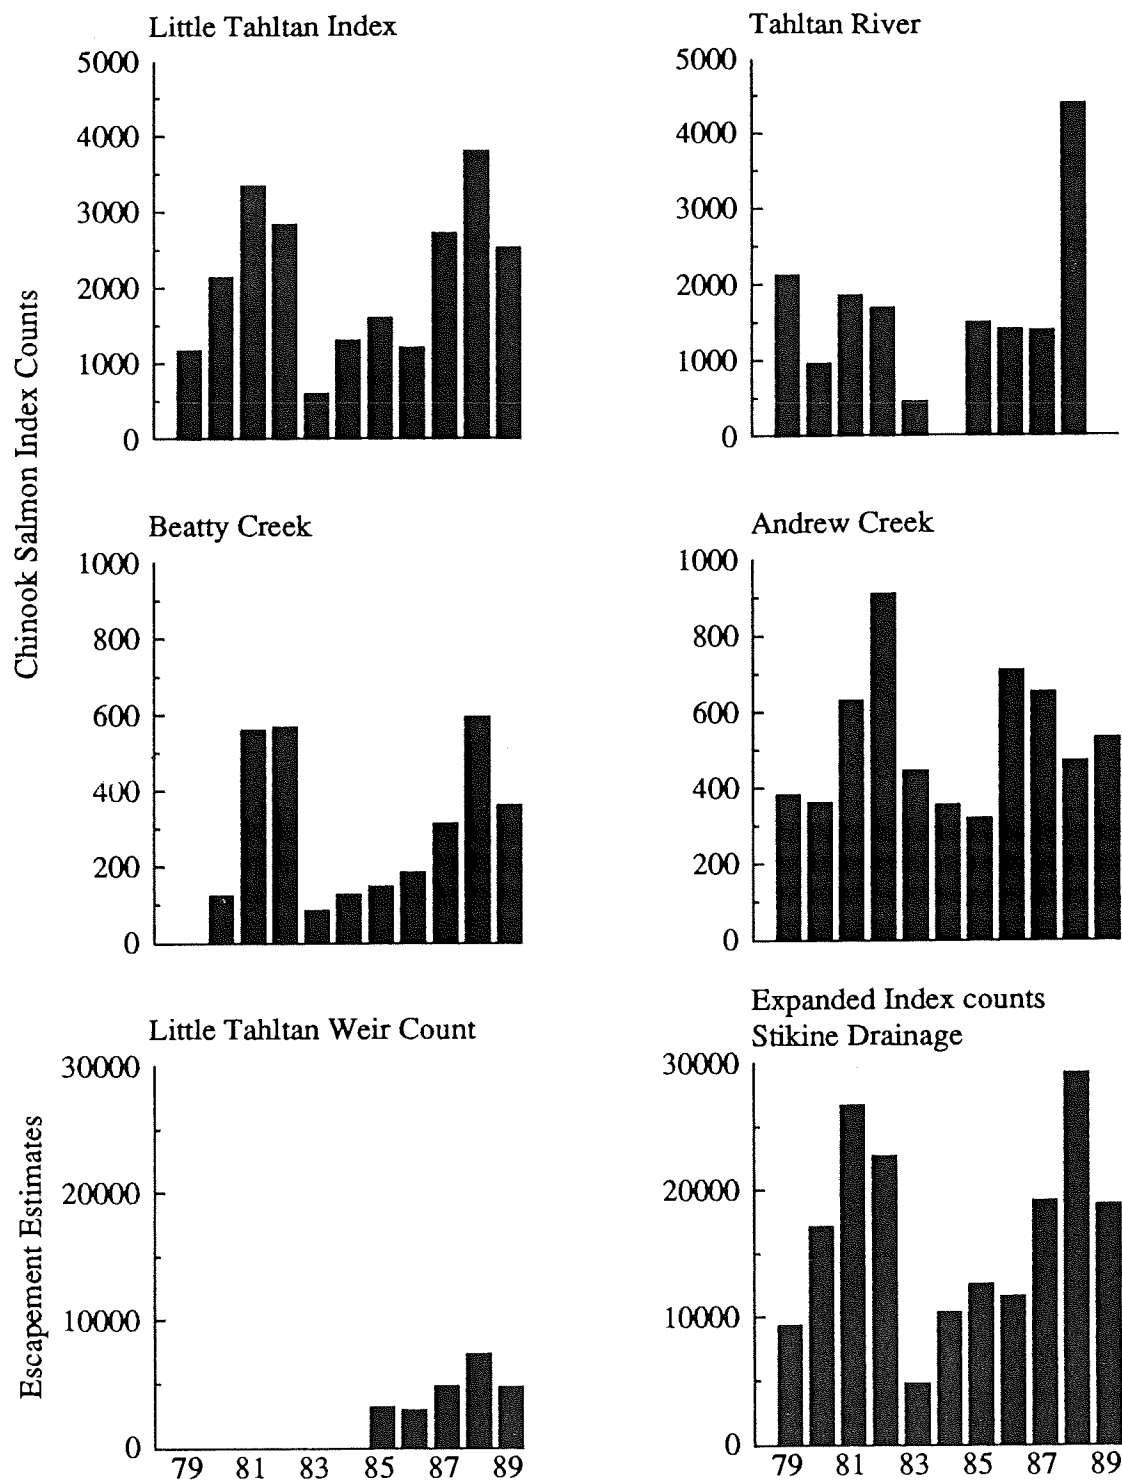 Little Tahltan Index
5000
4000
3000
2000
1000
0
Tahltan River
5000
4000
3000
2000
1000
0
Chinook Salmon Index Counts
Beatty Creek
1000
800
600
400
200
0
Andrew Creek
1000
800
600
400
200
0
Little Tahltan Weir Count
30000
20000
10000
0
79 81 83 85 87 89
Expanded Index counts
Stikine Drainage
30000
20000
10000
0
79 81 83 85 87 89
Escapement Estimates